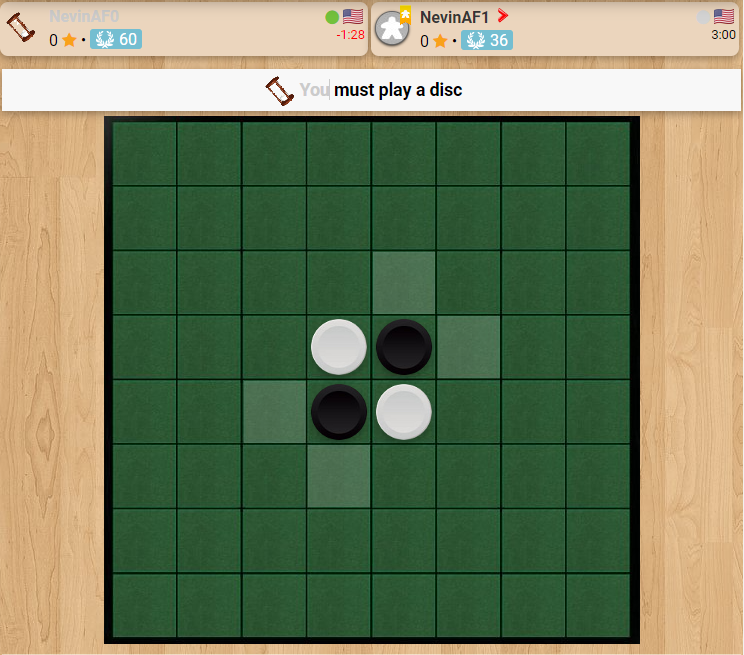 NevinAF0
-1:28
0 • 60
NevinAF1
3:00
0 • 36
You must play a disc